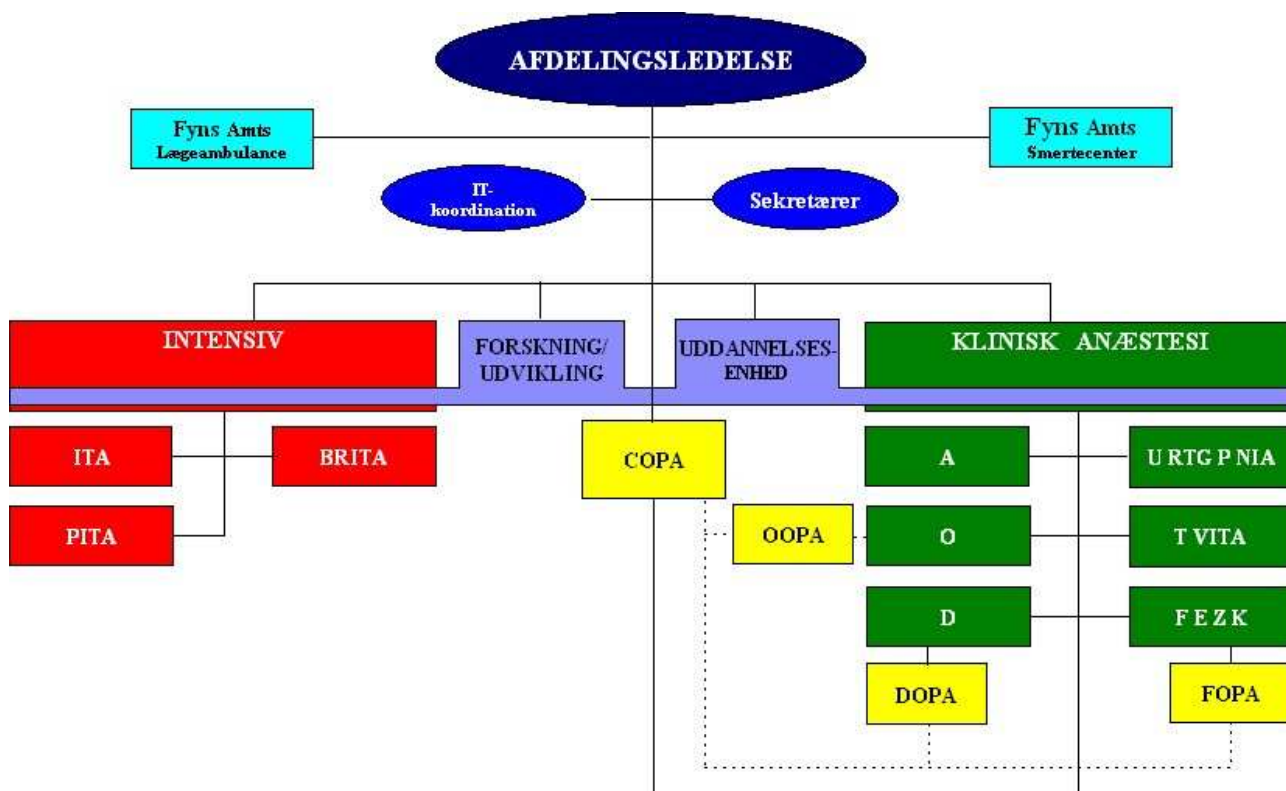 AFDELINGSLEDELSE
Fyns Amts
Lægeambulance
Fyns Amts
Smertecenter
IT-
koordination
Sekretærer
INTENSIV
FORSKNING/
UDVIKLING
UDDANNELSES-
ENHED
KLINISK ANÆSTESI
ITA
BRITA
COPA
A
U RTG P NIA
PITA
OOPA
O
T VITA
D
F E Z K
DOPA
FOPA